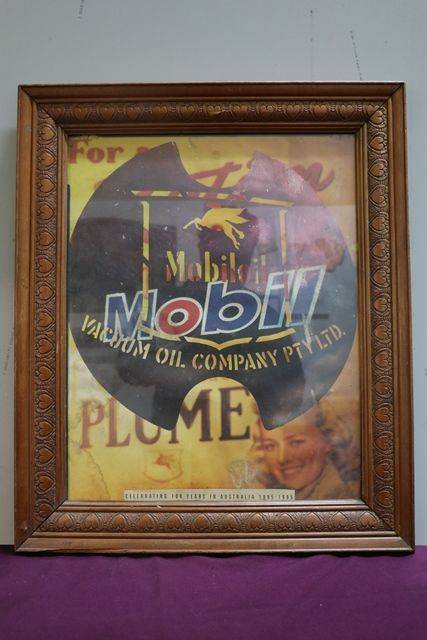 For a
Mobiloil
Mobil
VACUUM OIL COMPANY PTY LTD.
PLUME
CELEBRATING 100 YEARS IN AUSTRALIA 1895-1995